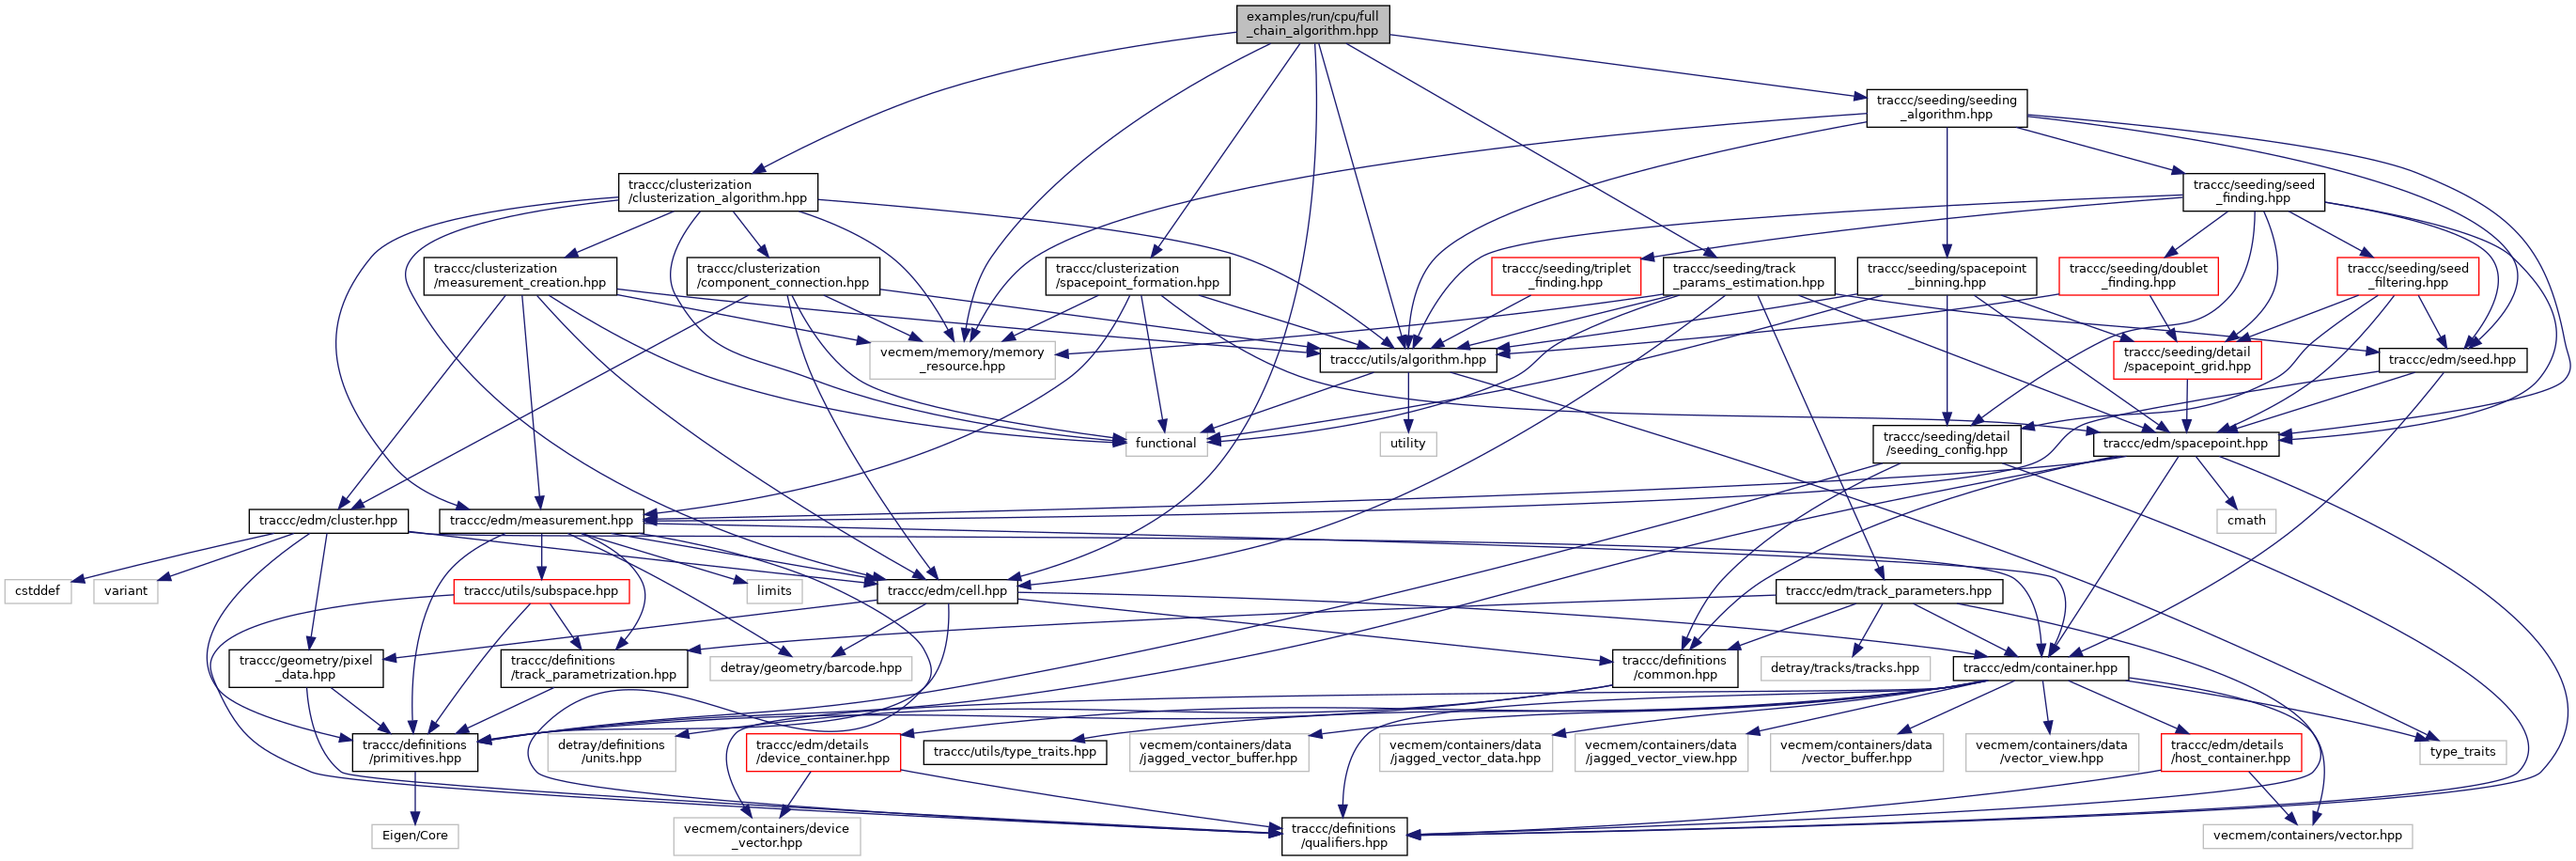 examples/run/cpu/full
_chain_algorithm.hpp
traccc/seeding/seeding
_algorithm.hpp
traccc/clusterization
/clusterization_algorithm.hpp
traccc/seeding/seed
_finding.hpp
traccc/clusterization
/measurement_creation.hpp
traccc/clusterization
/component_connection.hpp
traccc/clusterization
/spacepoint_formation.hpp
traccc/seeding/triplet
_finding.hpp
traccc/seeding/track
_params_estimation.hpp
traccc/seeding/spacepoint
_binning.hpp
traccc/seeding/doublet
_finding.hpp
traccc/seeding/seed
_filtering.hpp
vecmem/memory/memory
_resource.hpp
traccc/utils/algorithm.hpp
traccc/seeding/detail
/spacepoint_grid.hpp
traccc/edm/seed.hpp
functional
utility
traccc/seeding/detail
/seeding_config.hpp
traccc/edm/spacepoint.hpp
traccc/edm/cluster.hpp
traccc/edm/measurement.hpp
cmath
cstddef
variant
traccc/utils/subspace.hpp
limits
traccc/edm/cell.hpp
traccc/edm/track_parameters.hpp
traccc/geometry/pixel
_data.hpp
traccc/definitions
/track_parametrization.hpp
detray/geometry/barcode.hpp
traccc/definitions
/common.hpp
detray/tracks/tracks.hpp
traccc/edm/container.hpp
traccc/definitions
/primitives.hpp
detray/definitions
/units.hpp
traccc/edm/details
/device_container.hpp
traccc/utils/type_traits.hpp
vecmem/containers/data
/jagged_vector_buffer.hpp
vecmem/containers/data
/jagged_vector_data.hpp
vecmem/containers/data
/jagged_vector_view.hpp
vecmem/containers/data
/vector_buffer.hpp
vecmem/containers/data
/vector_view.hpp
traccc/edm/details
/host_container.hpp
type_traits
Eigen/Core
vecmem/containers/device
_vector.hpp
traccc/definitions
/qualifiers.hpp
vecmem/containers/vector.hpp